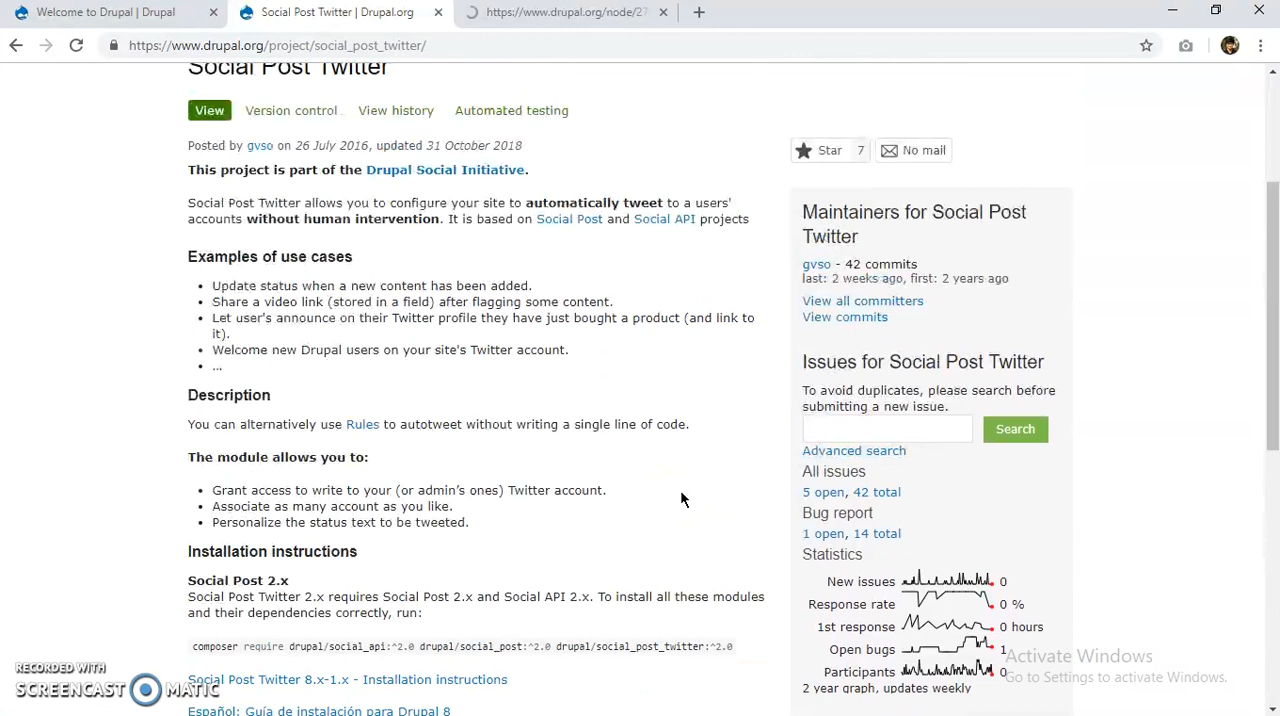 Welcome to Drupal | Drupal
Social Post Twitter | Drupal.org
https://www.drupal.org/node/27
https://www.drupal.org/project/social_post_twitter/
Social Post Twitter
View
Version control
View history
Automated testing
Posted by gvso on 26 July 2016, updated 31 October 2018
This project is part of the Drupal Social Initiative.
Social Post Twitter allows you to configure your site to automatically tweet to a users'
accounts without human intervention. It is based on Social Post and Social API projects
Examples of use cases
• Update status when a new content has been added.
• Share a video link (stored in a field) after flagging some content.
• Let user's announce on their Twitter profile they have just bought a product (and link to
it).
• Welcome new Drupal users on your site's Twitter account.
• ...
Description
You can alternatively use Rules to autotweet without writing a single line of code.
The module allows you to:
• Grant access to write to your (or admin's ones) Twitter account.
• Associate as many account as you like.
• Personalize the status text to be tweeted.
Installation instructions
Social Post 2.x
Social Post Twitter 2.x requires Social Post 2.x and Social API 2.x. To install all these modules
and their dependencies correctly, run:
composer require drupal/social_api:^2.0 drupal/social_post:^2.0 drupal/social_post_twitter:^2.0
Social Post Twitter 8.x-1.x - Installation instructions
Español: Guía de instalación para Drupal 8
Star 7
No mail
Maintainers for Social Post
Twitter
gvso - 42 commits
last: 2 weeks ago, first: 2 years ago
View all committers
View commits
Issues for Social Post Twitter
To avoid duplicates, please search before
submitting a new issue.
Search
Advanced search
All issues
5 open, 42 total
Bug report
1 open, 14 total
Statistics
New issues 0
Response rate 0 %
1st response 0 hours
Open bugs 1
Participants 0
2 year graph, updates weekly
Activate Windows
Go to Settings to activate Windows.
RECORDED WITH
SCREENCAST MATIC